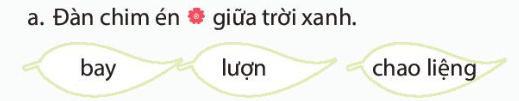 a. Đàn chim én giữa trời xanh.
bay lượn chao liệng